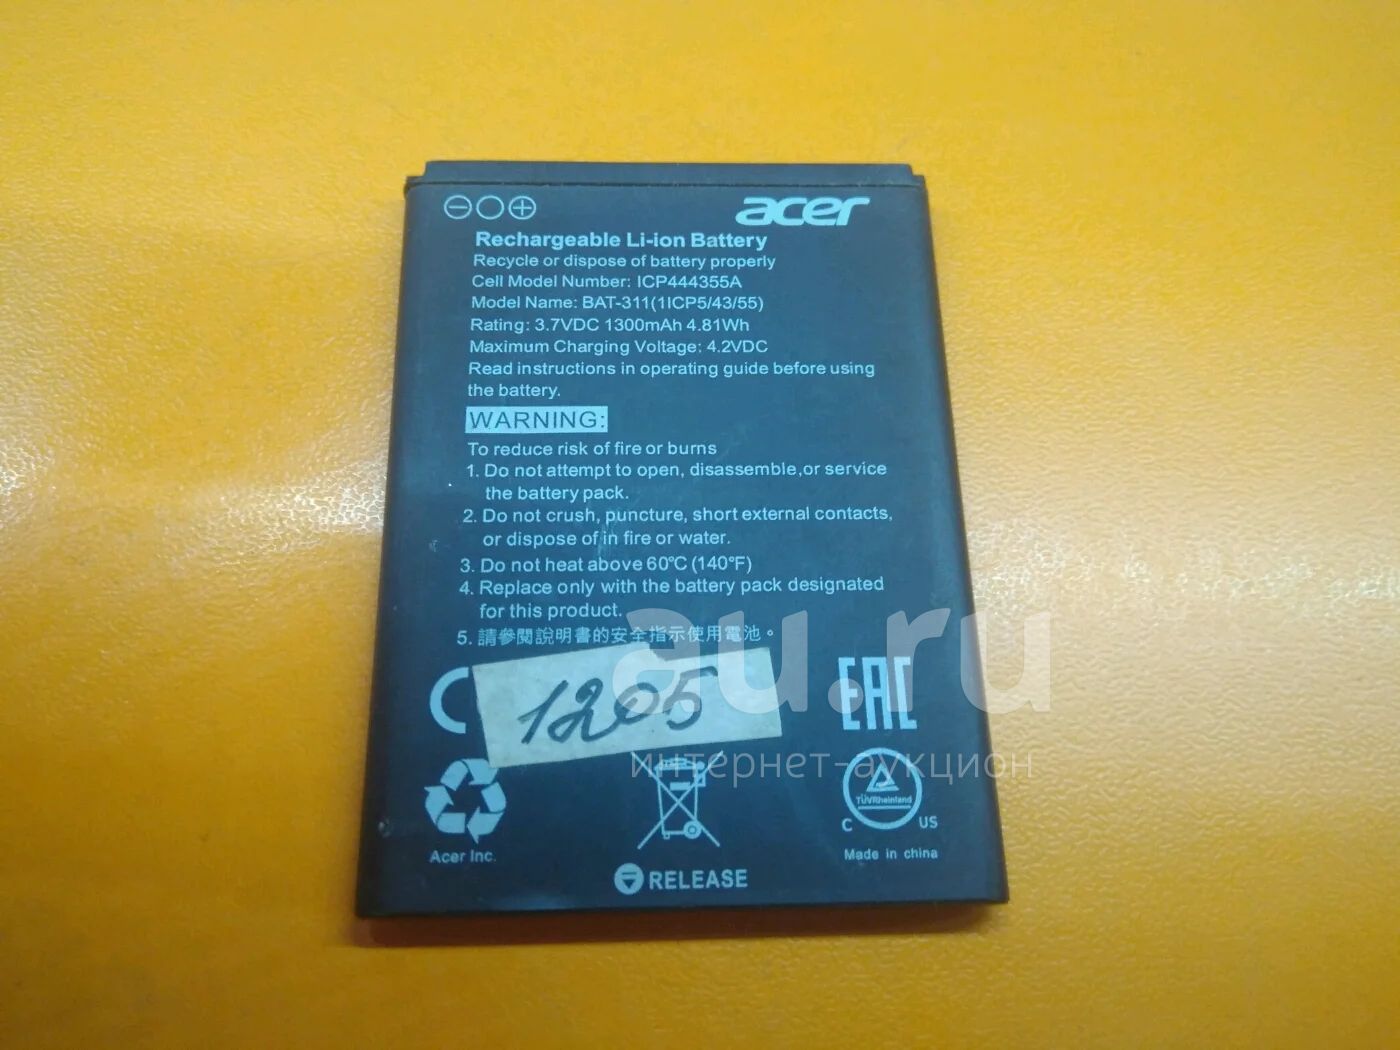 acer
Rechargeable Li-ion Battery
Recycle or dispose of battery properly
Cell Model Number: ICP444355A
Model Name: BAT-311(1ICP5/43/55)
Rating: 3.7VDC 1300mAh 4.81Wh
Maximum Charging Voltage: 4.2VDC
Read instructions in operating guide before using
the battery.
WARNING:
To reduce risk of fire or burns
1. Do not attempt to open, disassemble,or service
the battery pack.
2. Do not crush, puncture, short external contacts,
or dispose of in fire or water.
3. Do not heat above 60℃ (140°F)
4. Replace only with the battery pack designated
for this product.
5. 請參閱說明書的安全指示使用電池。
au.ru
интернет-аукцион
1205
EAC
TÜVRheinland
C US
Acer Inc.
Made in china
RELEASE